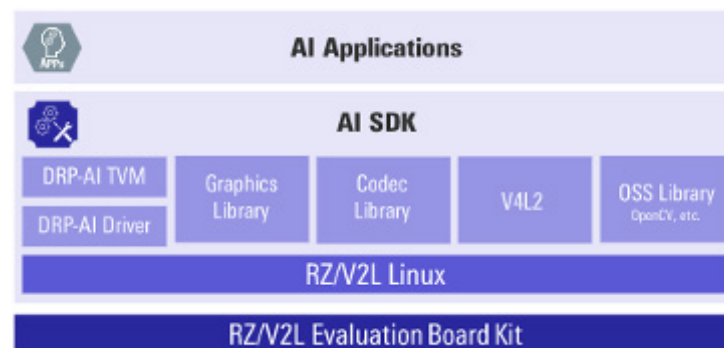 APPs
AI Applications
AI SDK
DRP-AI TVM
DRP-AI Driver
Graphics
Library
Codec
Library
V4L2
OSS Library
OpenCV, etc.
RZ/V2L Linux
RZ/V2L Evaluation Board Kit